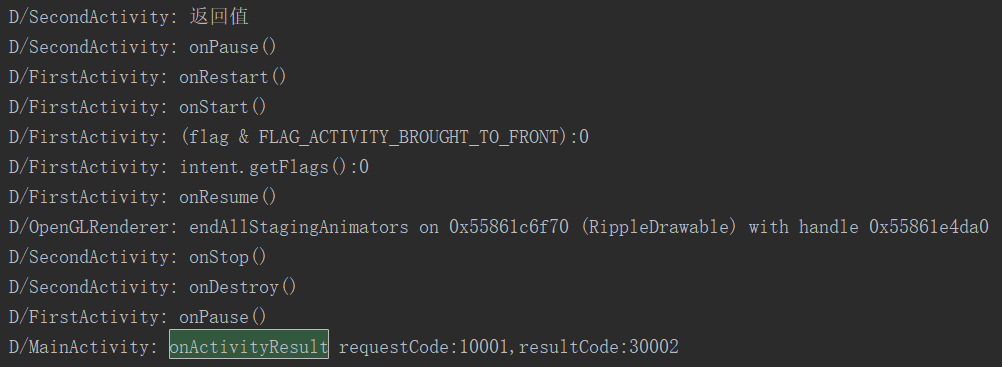 D/SecondActivity: 返回值
D/SecondActivity: onPause()
D/FirstActivity: onRestart()
D/FirstActivity: onStart()
D/FirstActivity: (flag & FLAG_ACTIVITY_BROUGHT_TO_FRONT):0
D/FirstActivity: intent.getFlags():0
D/FirstActivity: onResume()
D/OpenGLRenderer: endAllStagingAnimators on 0x55861c6f70 (RippleDrawable) with handle 0x55861e4da0
D/SecondActivity: onStop()
D/SecondActivity: onDestroy()
D/FirstActivity: onPause()
D/MainActivity: onActivityResult requestCode:10001,resultCode:30002